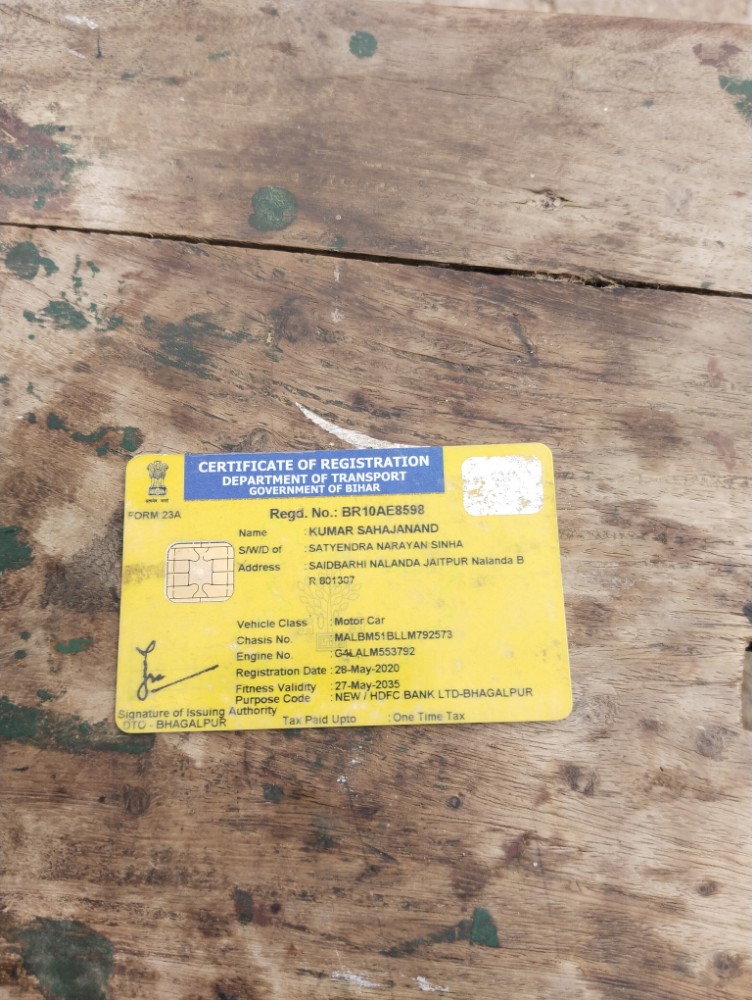 CERTIFICATE OF REGISTRATION
DEPARTMENT OF TRANSPORT
GOVERNMENT OF BIHAR
FORM 23A
Regd. No.: BR10AE8598
Name : KUMAR SAHAJANAND
S/W/D of : SATYENDRA NARAYAN SINHA
Address : SAIDBARHI NALANDA JAITPUR Nalanda B
R 801307
Vehicle Class : Motor Car
Chasis No. : MALBM51BLLM792573
Engine No. : G4LALM553792
Registration Date : 28-May-2020
Fitness Validity : 27-May-2035
Purpose Code : NEW / HDFC BANK LTD-BHAGALPUR
Signature of Issuing Authority
DTO - BHAGALPUR
Tax Paid Upto : One Time Tax